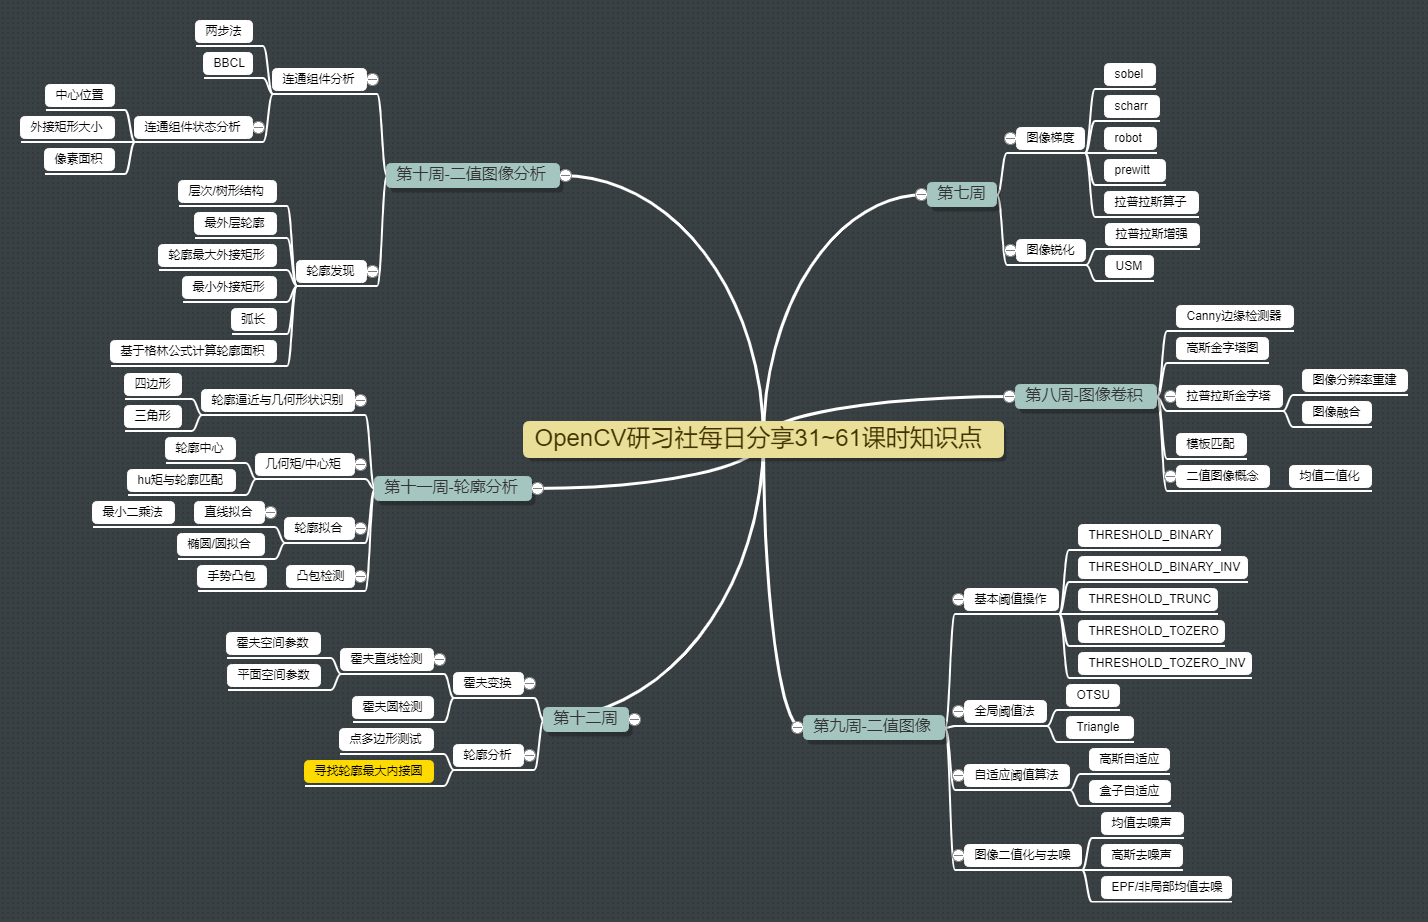 OpenCV研习社每日分享31~61课时知识点
第七周
图像梯度
sobel
scharr
robot
prewitt
拉普拉斯算子
图像锐化
拉普拉斯增强
USM
第八周-图像卷积
Canny边缘检测器
高斯金字塔图
拉普拉斯金字塔
图像分辨率重建
图像融合
模板匹配
二值图像概念
均值二值化
第九周-二值图像
基本阈值操作
THRESHOLD_BINARY
THRESHOLD_BINARY_INV
THRESHOLD_TRUNC
THRESHOLD_TOZERO
THRESHOLD_TOZERO_INV
全局阈值法
OTSU
Triangle
自适应阈值算法
高斯自适应
盒子自适应
图像二值化与去噪
均值去噪声
高斯去噪声
EPF/非局部均值去噪
第十周-二值图像分析
连通组件分析
两步法
BBCL
连通组件状态分析
中心位置
外接矩形大小
像素面积
轮廓发现
层次/树形结构
最外层轮廓
轮廓最大外接矩形
最小外接矩形
弧长
基于格林公式计算轮廓面积
第十一周-轮廓分析
轮廓逼近与几何形状识别
四边形
三角形
几何矩/中心矩
轮廓中心
hu矩与轮廓匹配
轮廓拟合
直线拟合
最小二乘法
椭圆/圆拟合
凸包检测
手势凸包
第十二周
霍夫变换
霍夫直线检测
霍夫空间参数
平面空间参数
霍夫圆检测
轮廓分析
点多边形测试
寻找轮廓最大内接圆